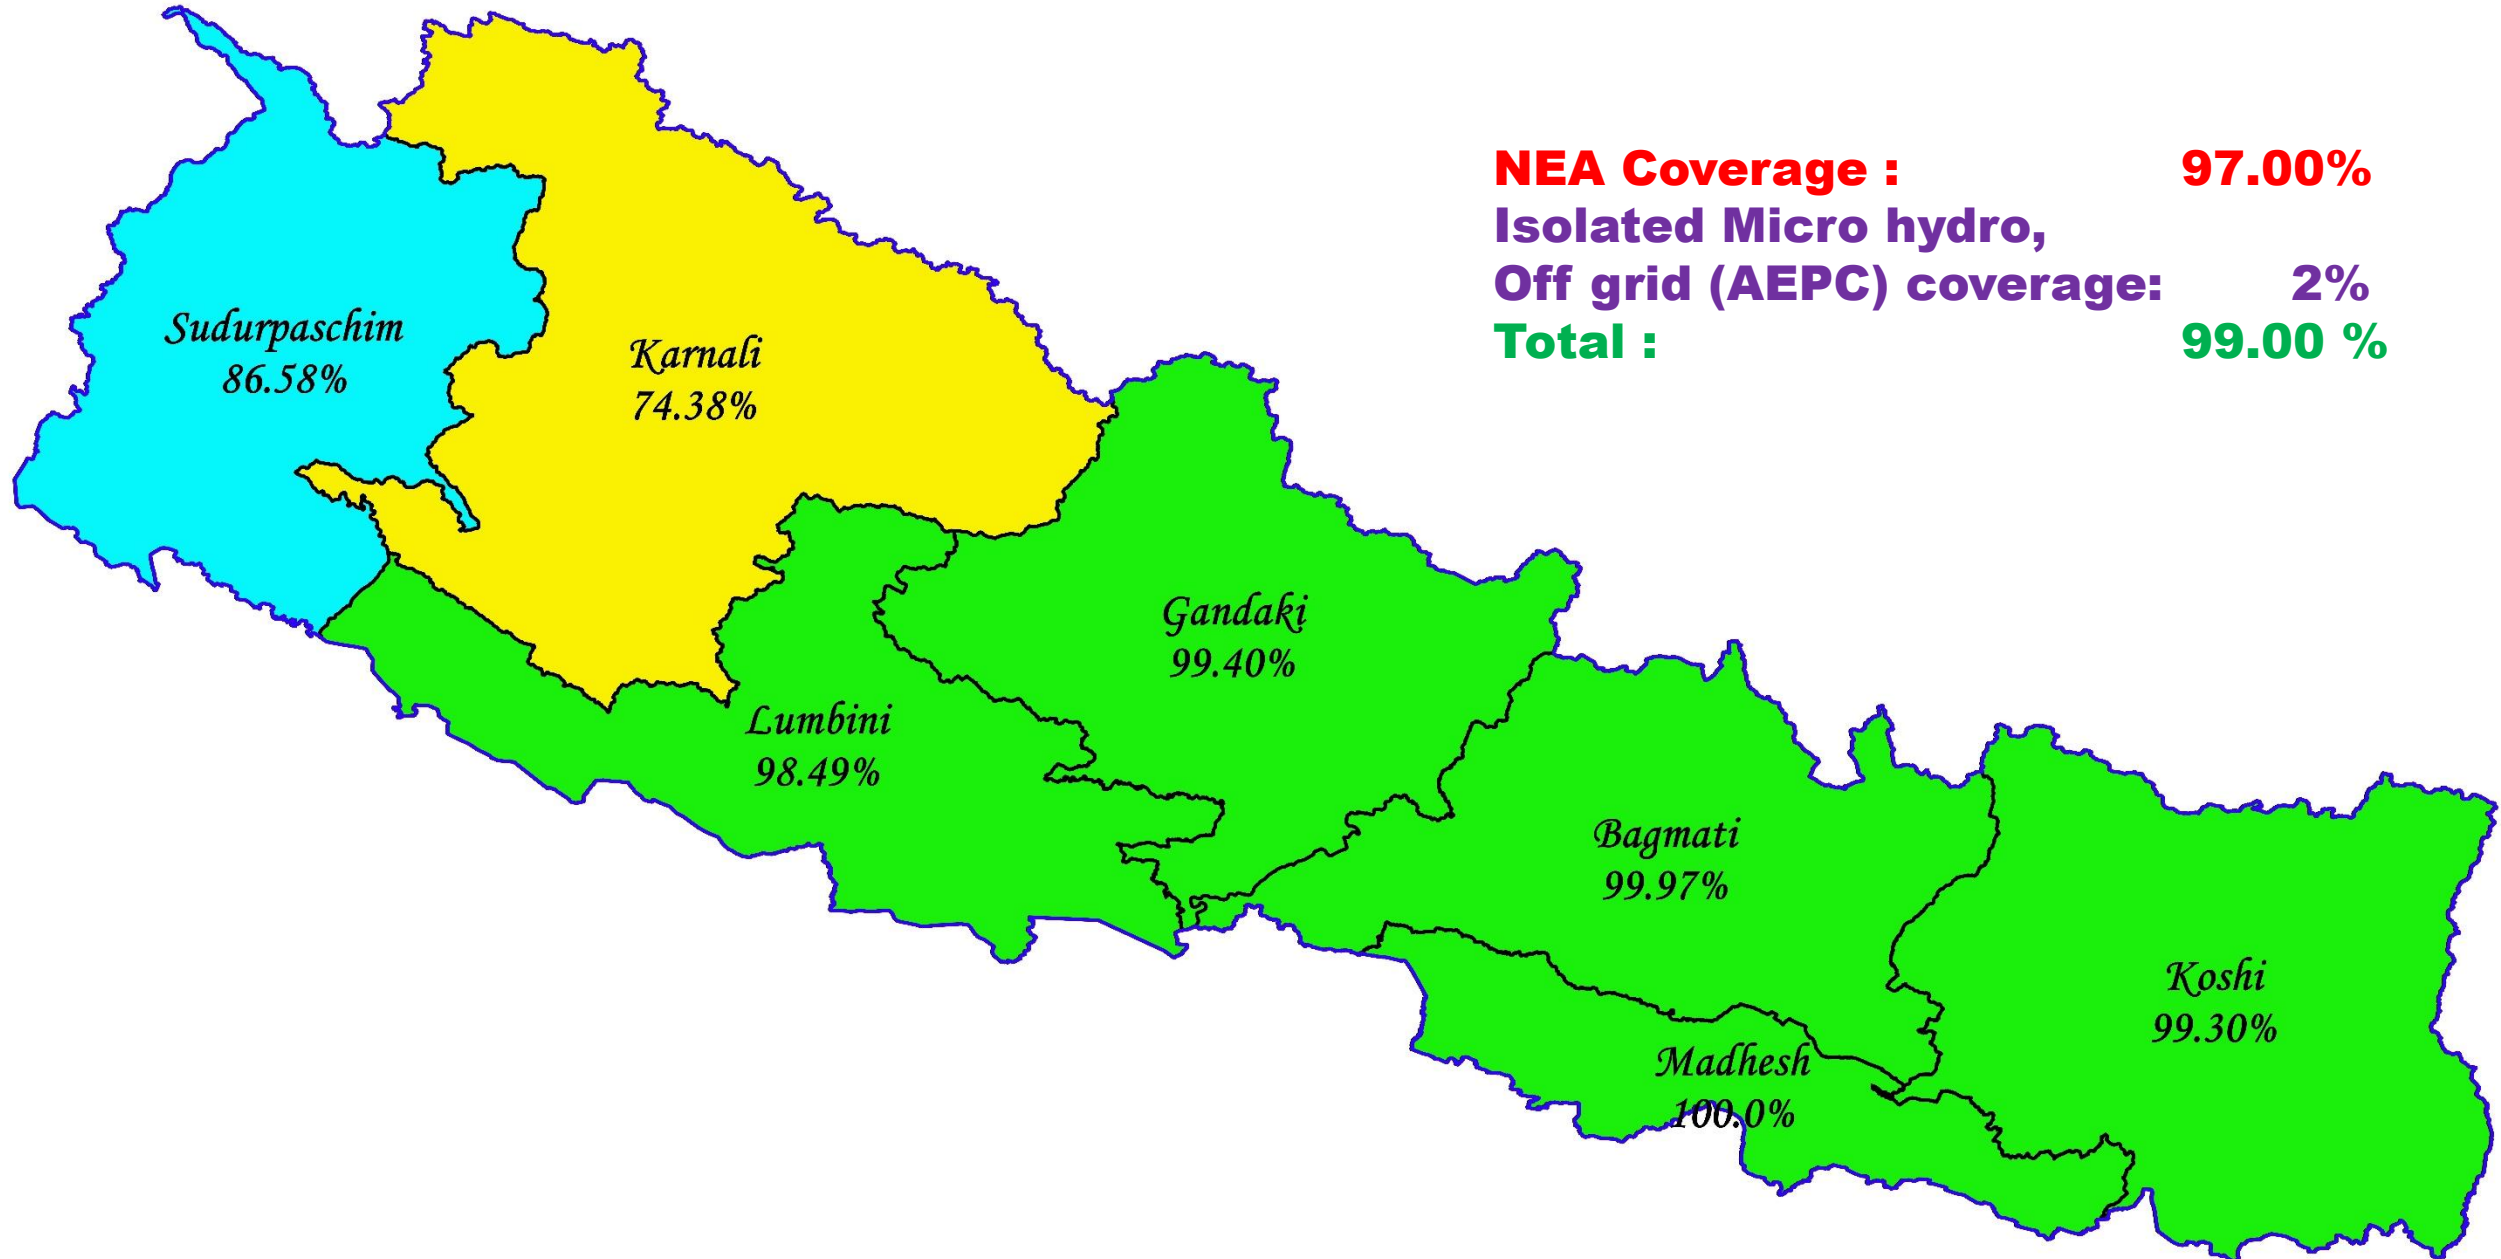 NEA Coverage : 97.00%
Isolated Micro hydro,
Off grid (AEPC) coverage: 2%
Total : 99.00 %
Sudurpaschim
86.58%
Karnali
74.38%
Gandaki
99.40%
Lumbini
98.49%
Bagmati
99.97%
Koshi
99.30%
Madhesh
100.0%